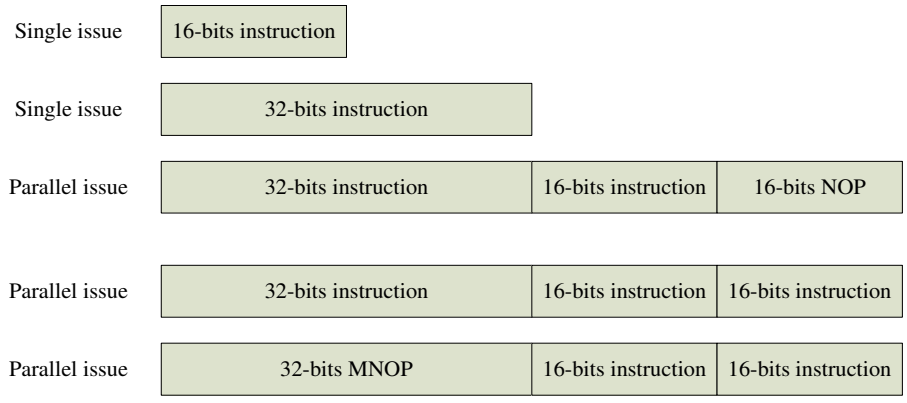 Single issue 16-bits instruction
Single issue 32-bits instruction
Parallel issue 32-bits instruction 16-bits instruction 16-bits NOP
Parallel issue 32-bits instruction 16-bits instruction 16-bits instruction
Parallel issue 32-bits MNOP 16-bits instruction 16-bits instruction